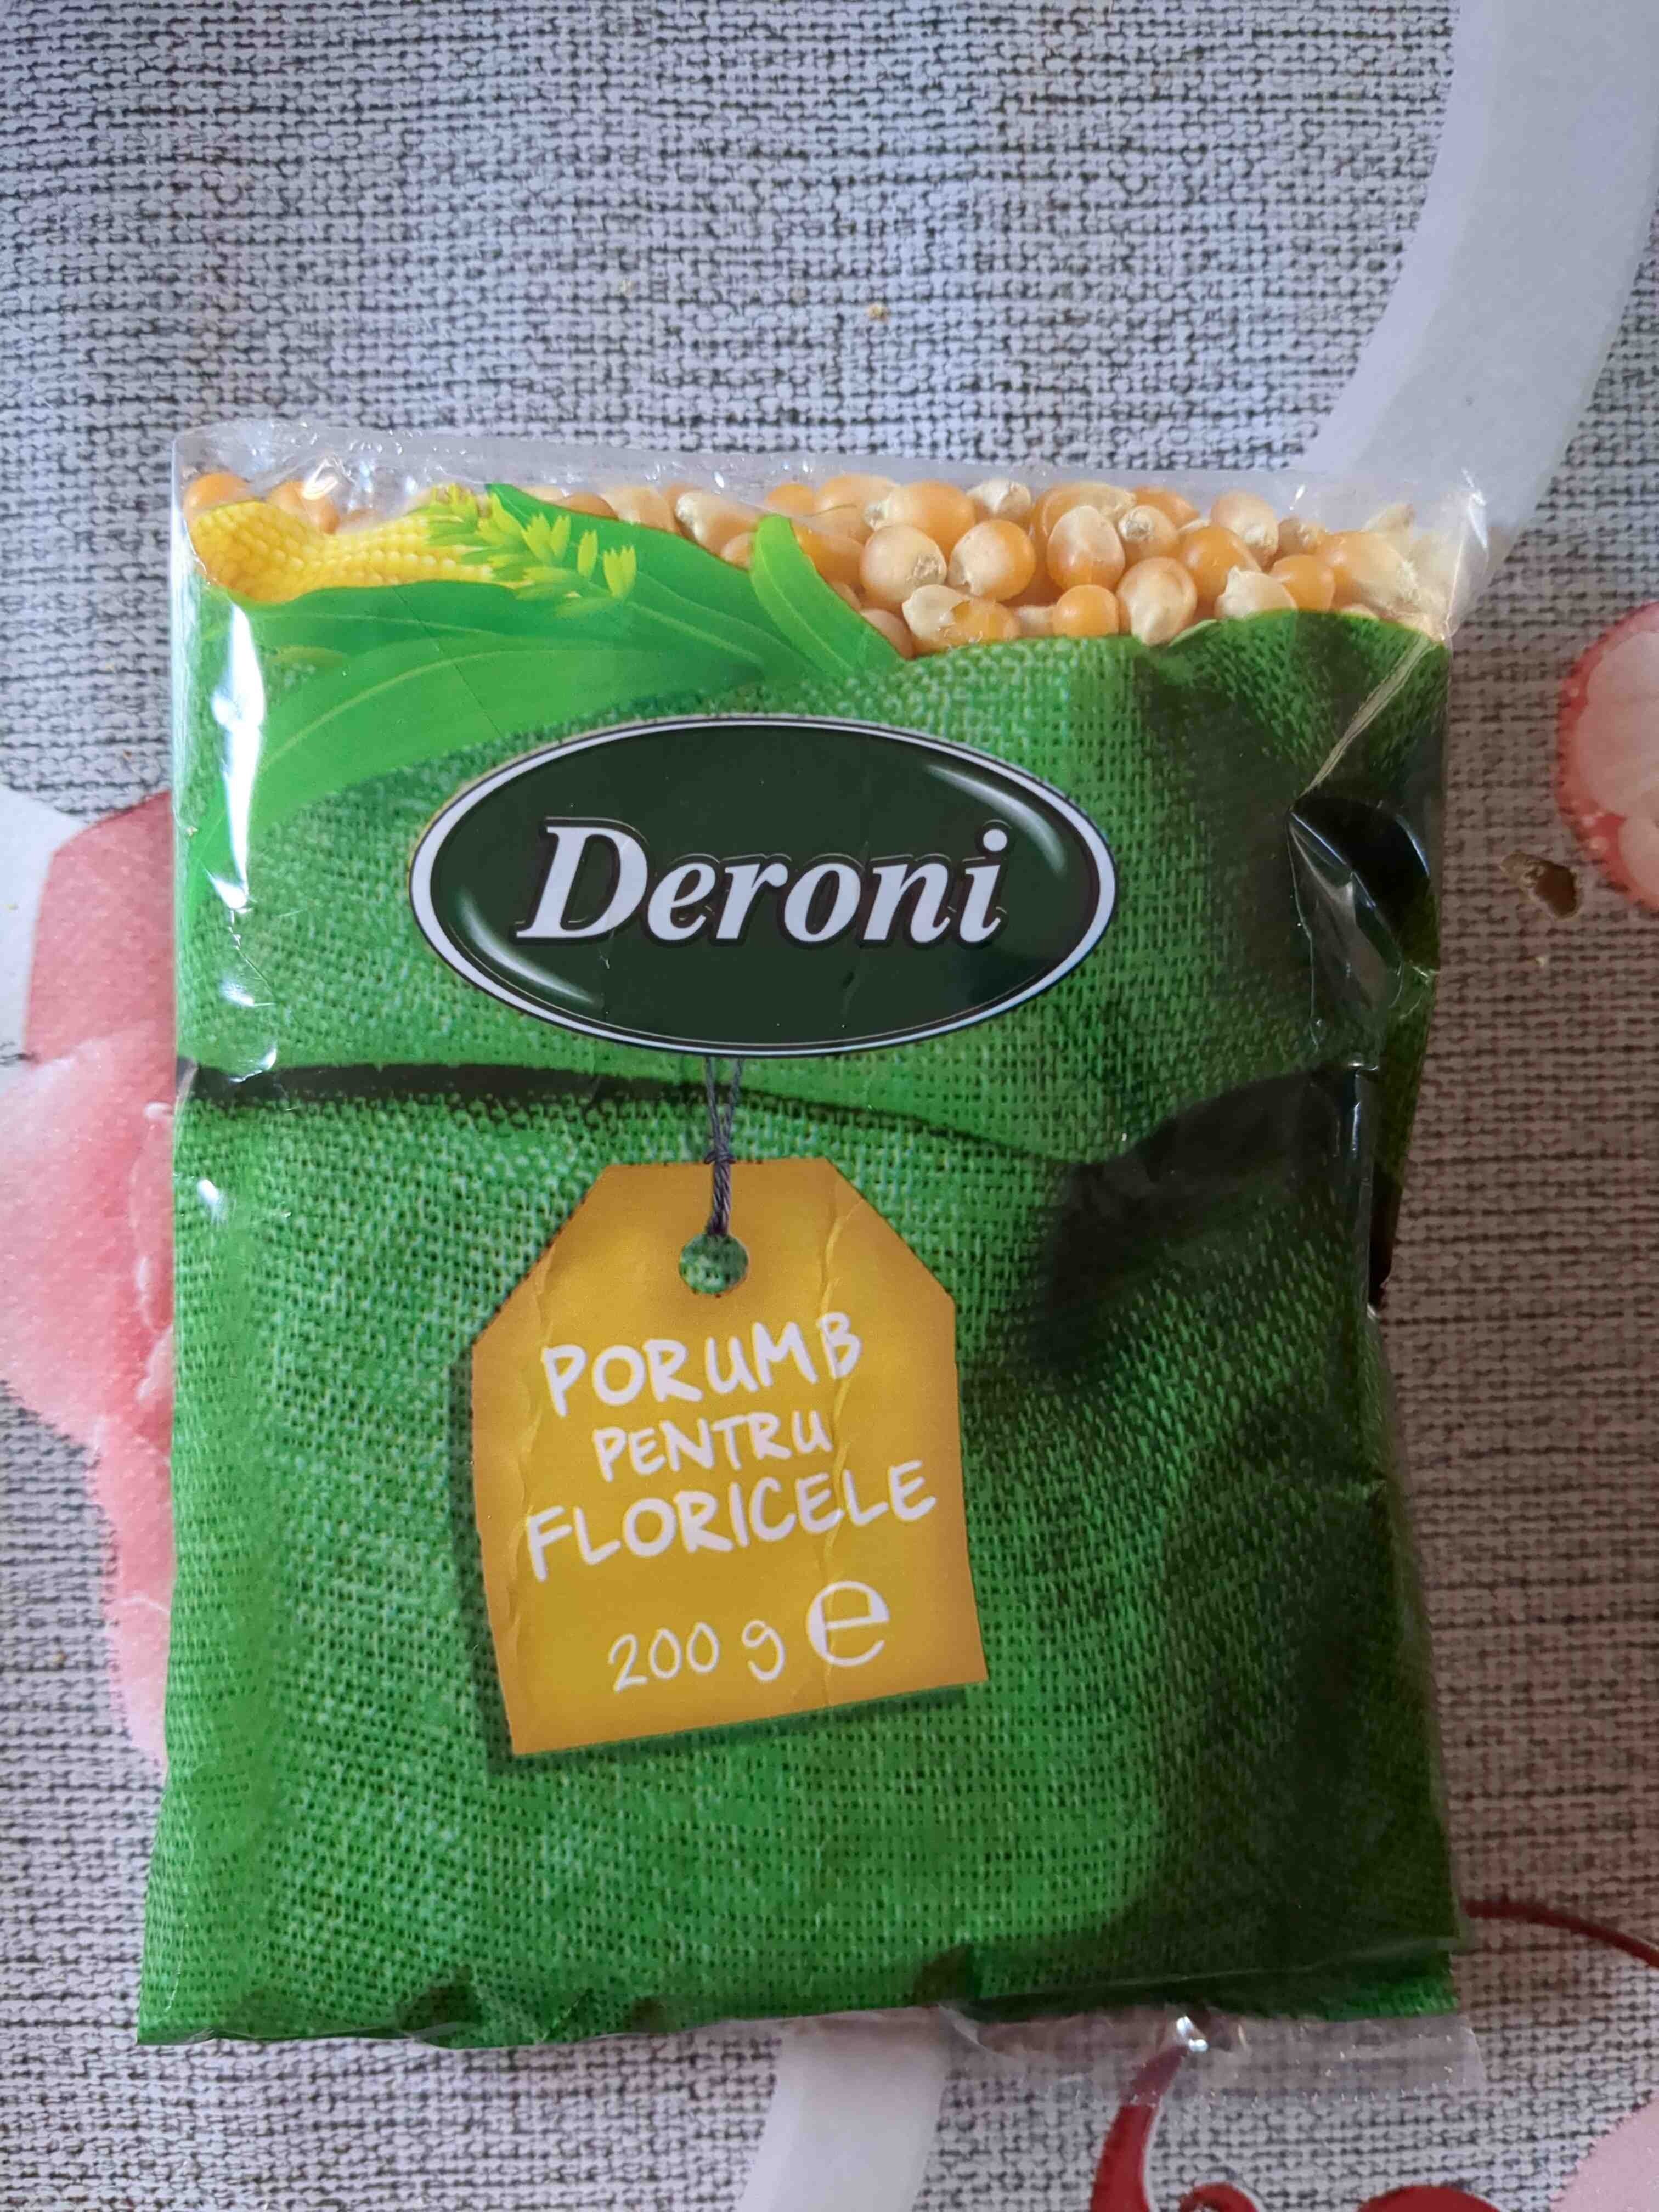 Deroni
PORUMB
PENTRU
FLORICELE
200 g e